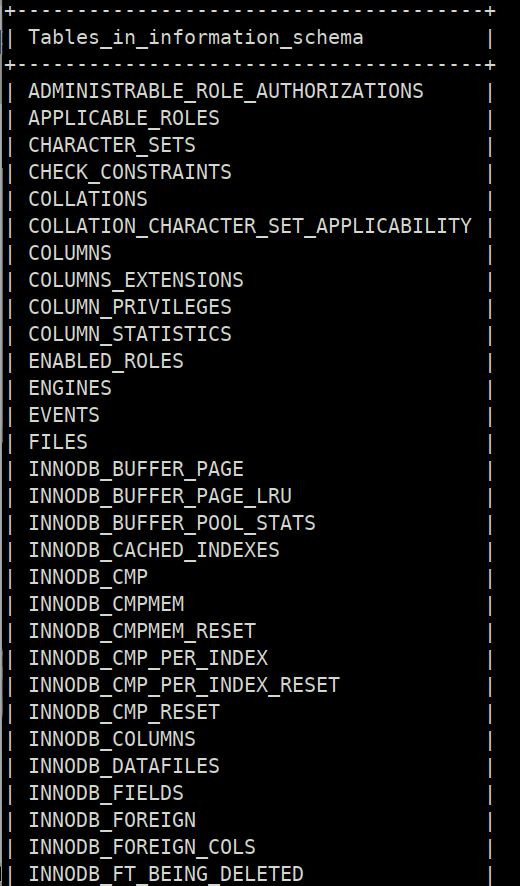 +---------------------------------------+
| Tables_in_information_schema          |
+---------------------------------------+
| ADMINISTRABLE_ROLE_AUTHORIZATIONS     |
| APPLICABLE_ROLES                      |
| CHARACTER_SETS                        |
| CHECK_CONSTRAINTS                     |
| COLLATIONS                            |
| COLLATION_CHARACTER_SET_APPLICABILITY |
| COLUMNS                               |
| COLUMNS_EXTENSIONS                    |
| COLUMN_PRIVILEGES                     |
| COLUMN_STATISTICS                     |
| ENABLED_ROLES                         |
| ENGINES                               |
| EVENTS                                |
| FILES                                 |
| INNODB_BUFFER_PAGE                    |
| INNODB_BUFFER_PAGE_LRU                |
| INNODB_BUFFER_POOL_STATS              |
| INNODB_CACHED_INDEXES                 |
| INNODB_CMP                            |
| INNODB_CMPMEM                         |
| INNODB_CMPMEM_RESET                   |
| INNODB_CMP_PER_INDEX                  |
| INNODB_CMP_PER_INDEX_RESET            |
| INNODB_CMP_RESET                      |
| INNODB_COLUMNS                        |
| INNODB_DATAFILES                      |
| INNODB_FIELDS                         |
| INNODB_FOREIGN                        |
| INNODB_FOREIGN_COLS                   |
| INNODB_FT_BEING_DELETED               |